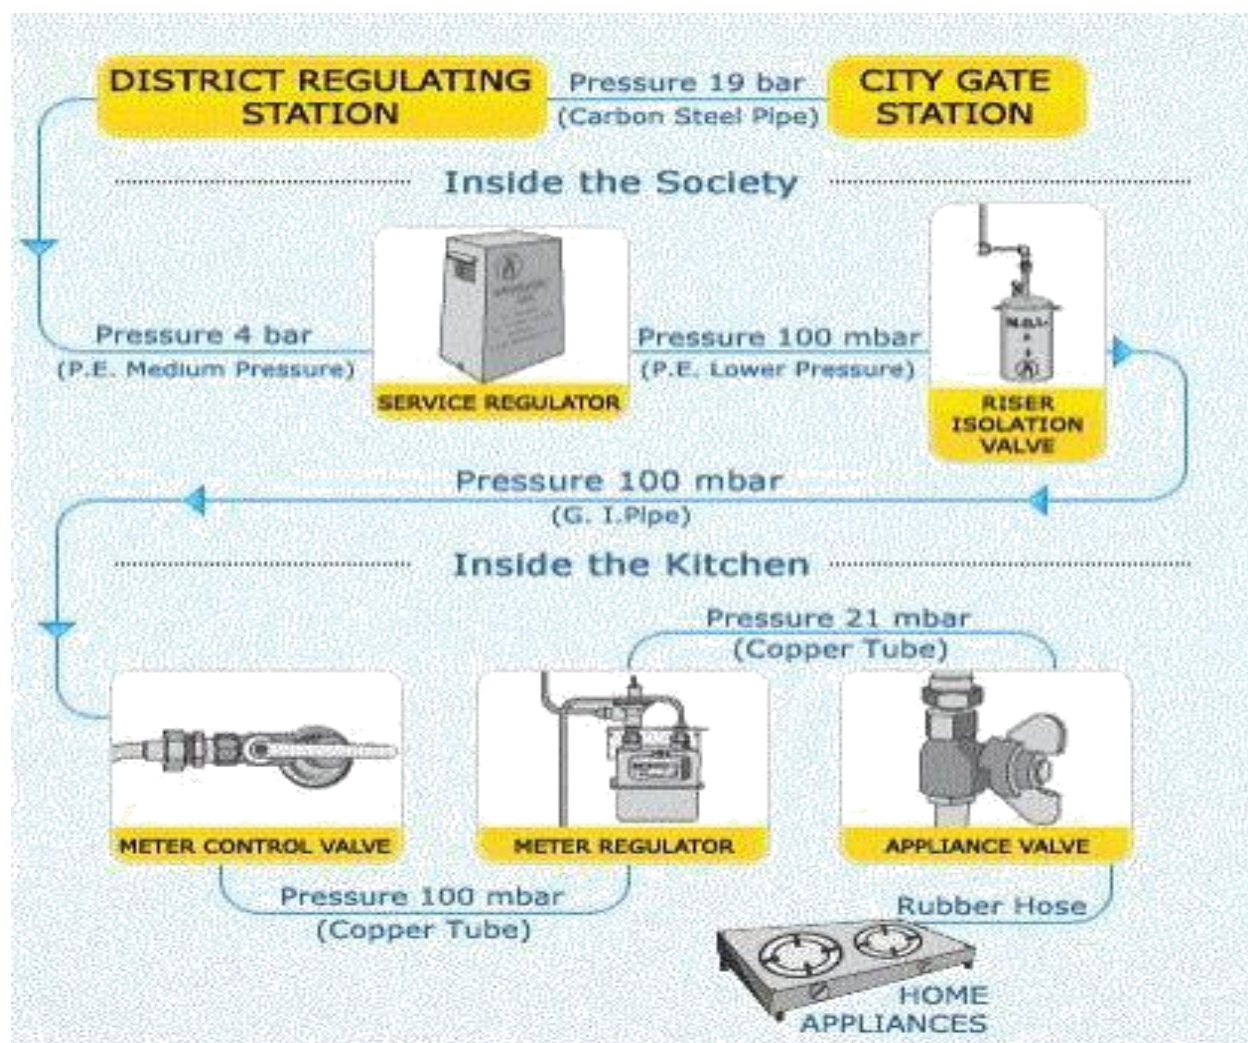 DISTRICT REGULATING
STATION
Pressure 19 bar
(Carbon Steel Pipe)
CITY GATE
STATION
Inside the Society
Pressure 4 bar
(P.E. Medium Pressure)
SERVICE REGULATOR
Pressure 100 mbar
(P.E. Lower Pressure)
RISER
ISOLATION
VALVE
Pressure 100 mbar
(G. I.Pipe)
Inside the Kitchen
Pressure 21 mbar
(Copper Tube)
METER CONTROL VALVE
METER REGULATOR
APPLIANCE VALVE
Pressure 100 mbar
(Copper Tube)
Rubber Hose
HOME
APPLIANCES